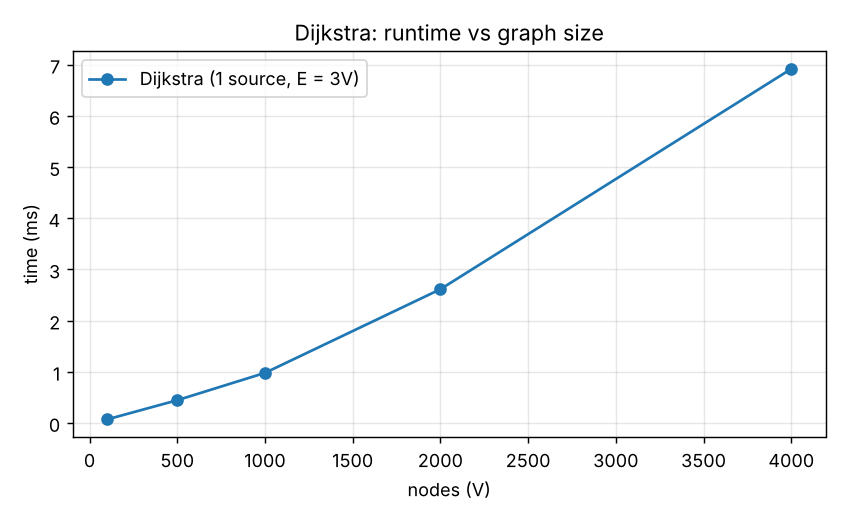 Dijkstra: runtime vs graph size
Dijkstra (1 source, E = 3V)
time (ms)
7
6
5
4
3
2
1
0
0 500 1000 1500 2000 2500 3000 3500 4000
nodes (V)